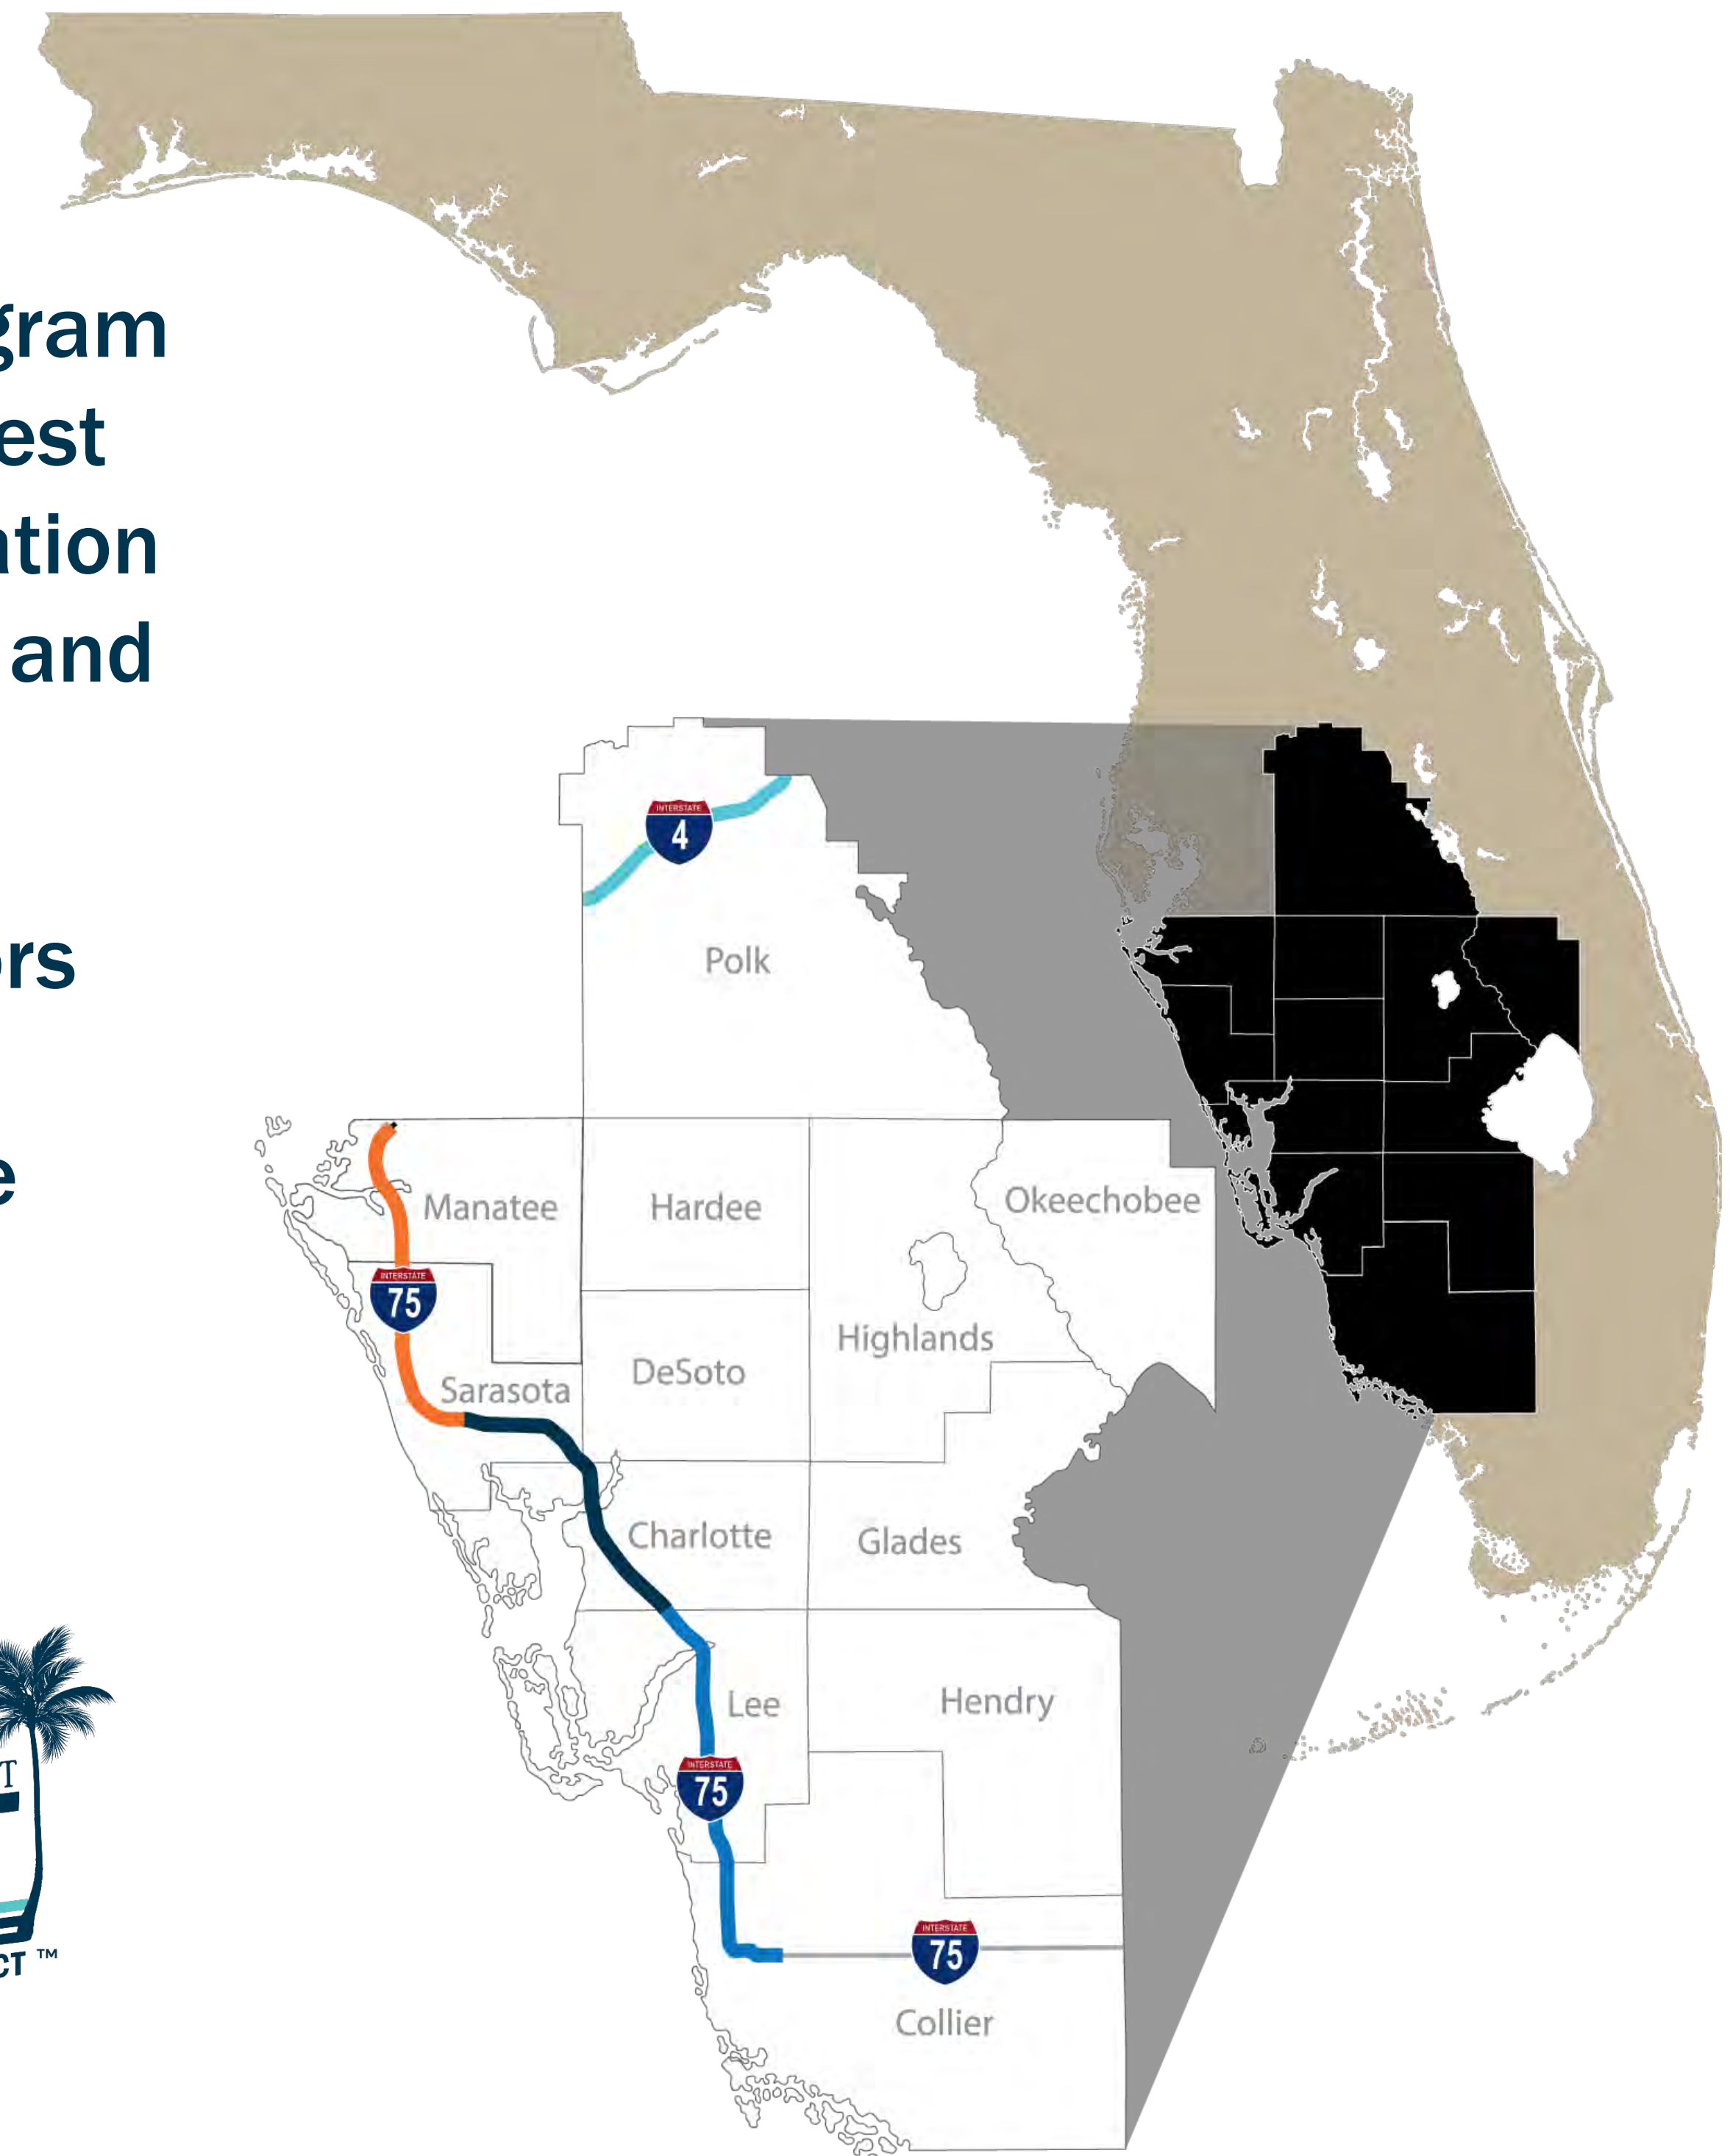 gram
est
ation
and
ors
e
INTERSTATE
4
Polk
Manatee
Hardee
Okeechobee
INTERSTATE
75
Highlands
DeSoto
Sarasota
Charlotte
Glades
Lee
Hendry
INTERSTATE
75
INTERSTATE
75
Collier
T
CT ™